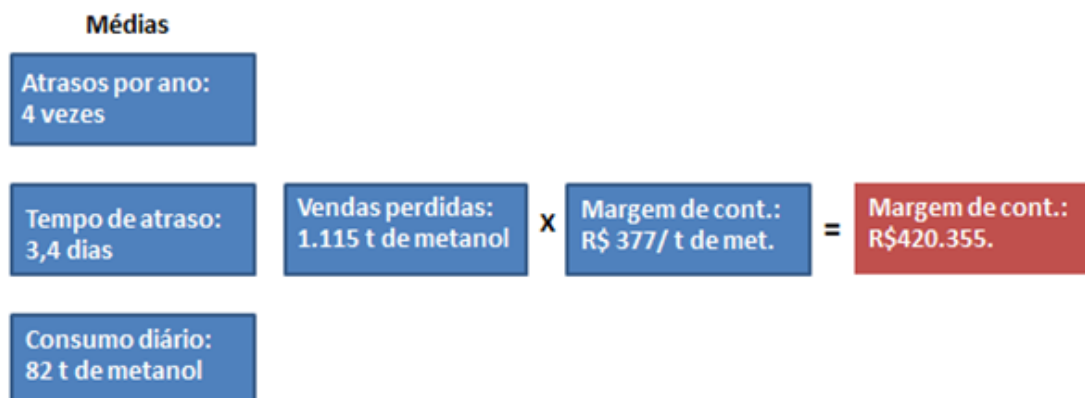 Médias
Atrasos por ano:
4 vezes
Tempo de atraso:
3,4 dias
Vendas perdidas:
1.115 t de metanol
X
Margem de cont.:
R$ 377/ t de met.
=
Margem de cont.:
R$420.355.
Consumo diário:
82 t de metanol